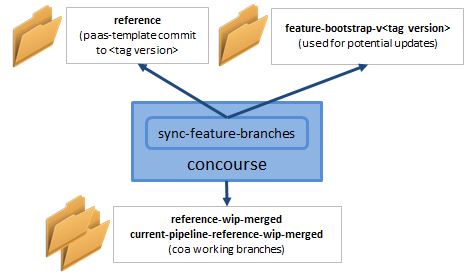 reference
(paas-template commit
to <tag version>)
feature-bootstrap-v<tag version>
(used for potential updates)
sync-feature-branches
concourse
reference-wip-merged
current-pipeline-reference-wip-merged
(coa working branches)